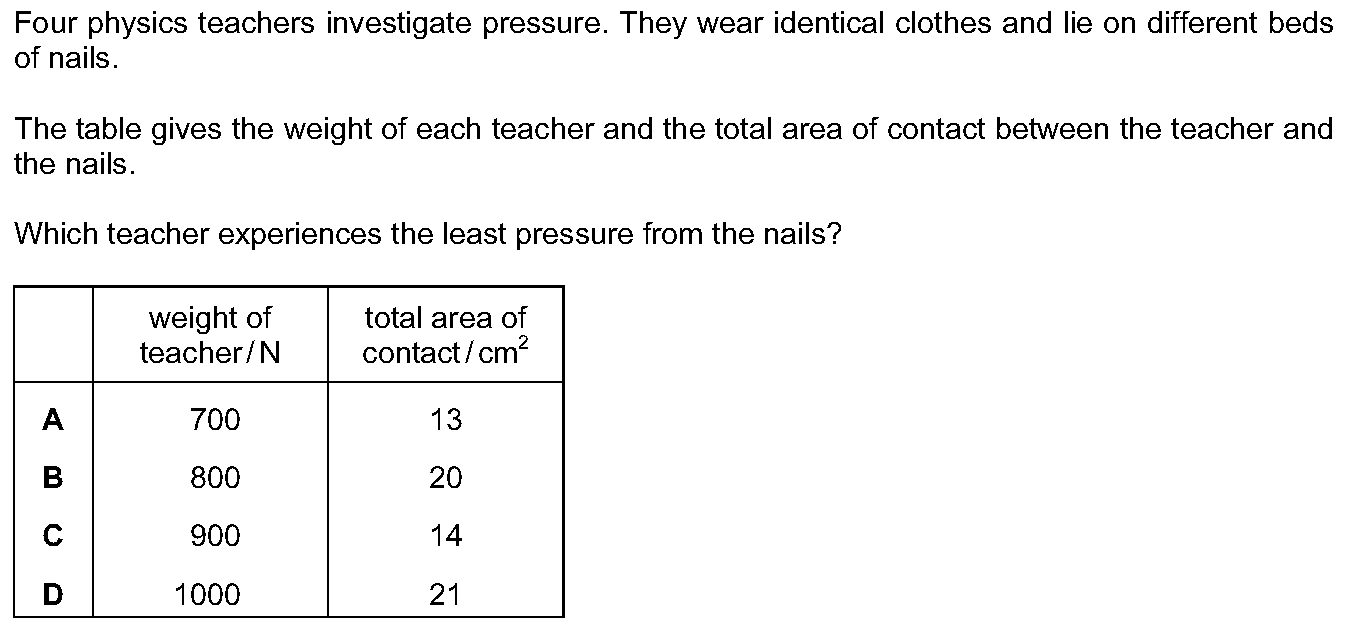 Four physics teachers investigate pressure. They wear identical clothes and lie on different beds
of nails.
The table gives the weight of each teacher and the total area of contact between the teacher and
the nails.
Which teacher experiences the least pressure from the nails?
weight of teacher / N
total area of contact / cm²
A 700 13
B 800 20
C 900 14
D 1000 21